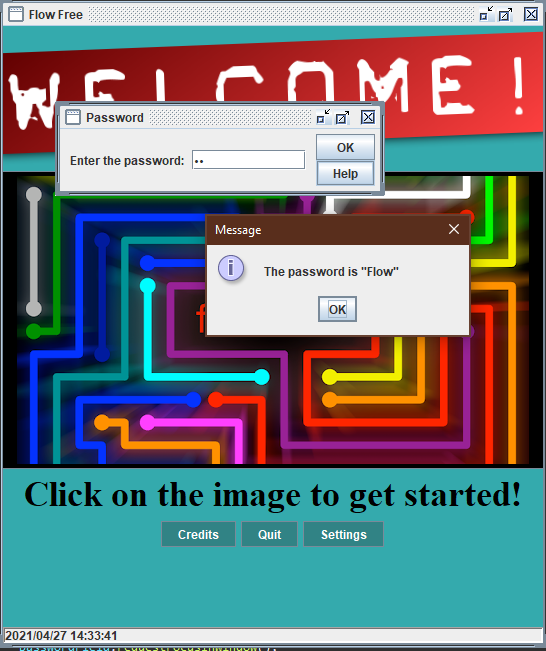 Flow Free
WELCOME!
Password
Enter the password:
OK
Help
Message
The password is "Flow"
OK
Click on the image to get started!
Credits
Quit
Settings
2021/04/27 14:33:41